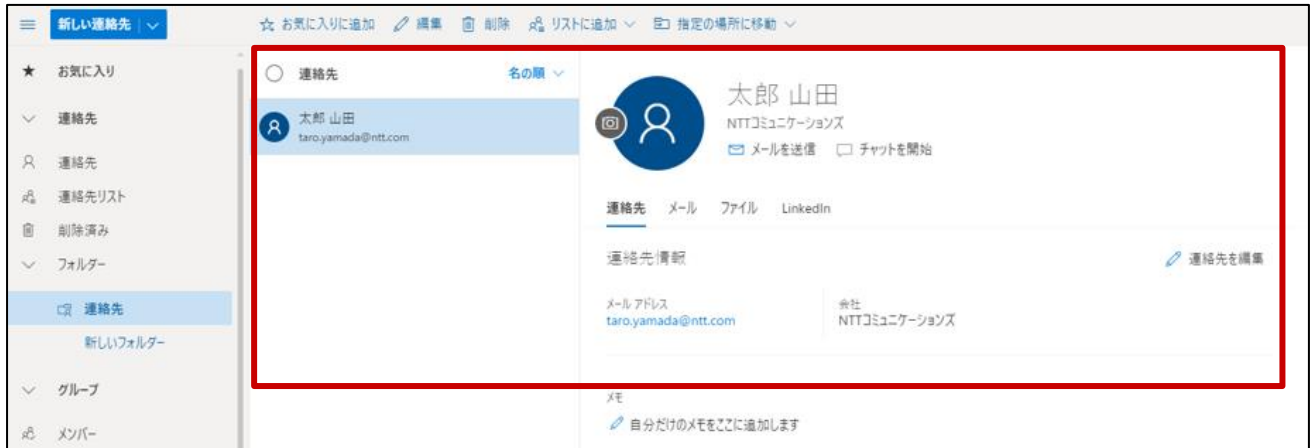 新しい連絡先
お気に入りに追加 編集 削除 リストに追加 指定の場所に移動
お気に入り
連絡先
連絡先
連絡先リスト
削除済み
フォルダー
連絡先
新しいフォルダー
グループ
メンバー
連絡先 名の順
太郎 山田
taro.yamada@ntt.com
太郎 山田
NTTコミュニケーションズ
メールを送信 チャットを開始
連絡先 メール ファイル LinkedIn
連絡先情報 連絡先を編集
メール アドレス 会社
taro.yamada@ntt.com NTTコミュニケーションズ
メモ
自分だけのメモをここに追加します